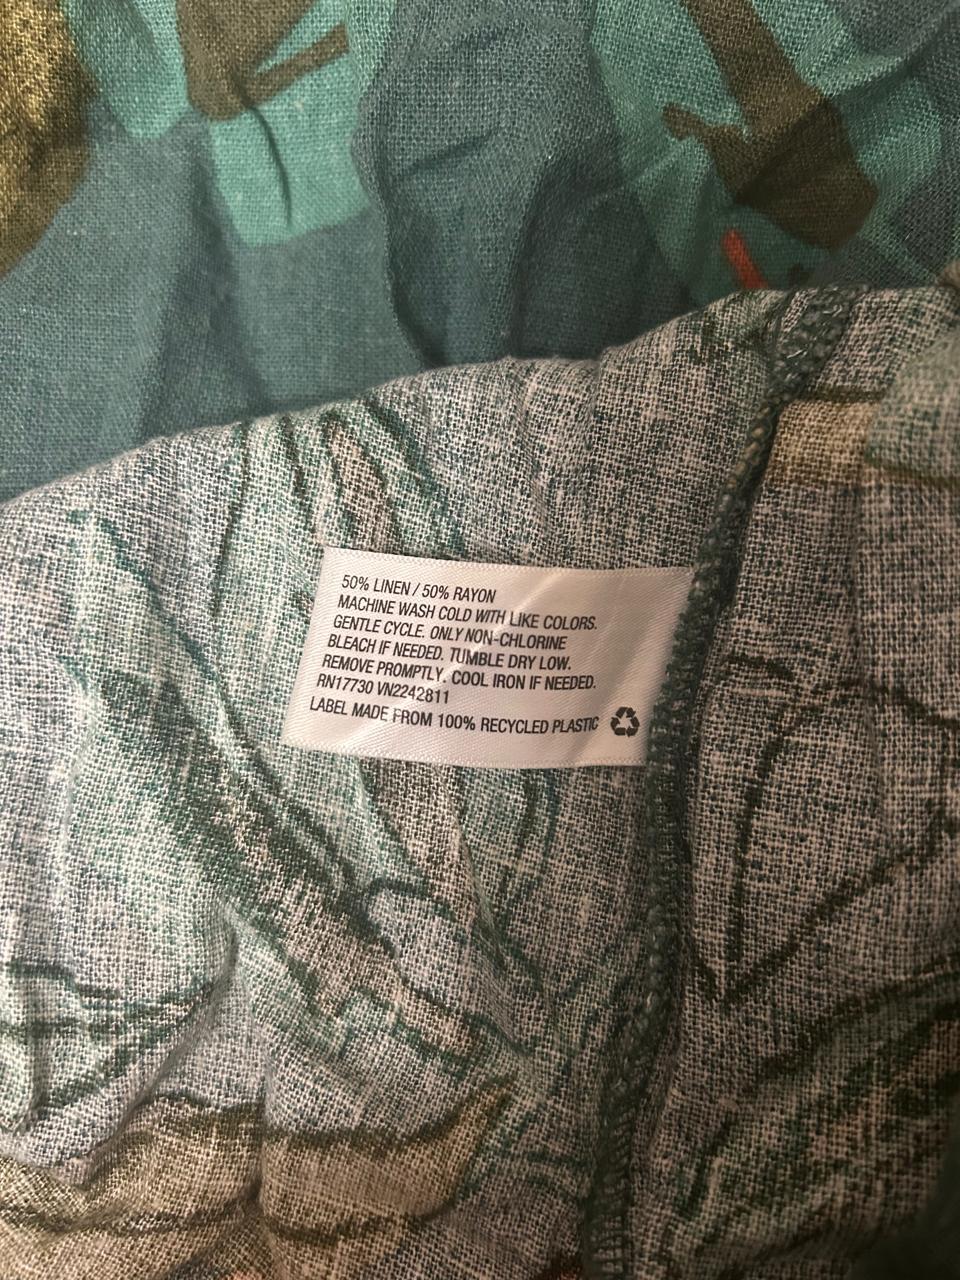 50% LINEN / 50% RAYON
MACHINE WASH COLD WITH LIKE COLORS.
GENTLE CYCLE. ONLY NON-CHLORINE
BLEACH IF NEEDED. TUMBLE DRY LOW.
REMOVE PROMPTLY. COOL IRON IF NEEDED.
RN17730 VN2242811
LABEL MADE FROM 100% RECYCLED PLASTIC